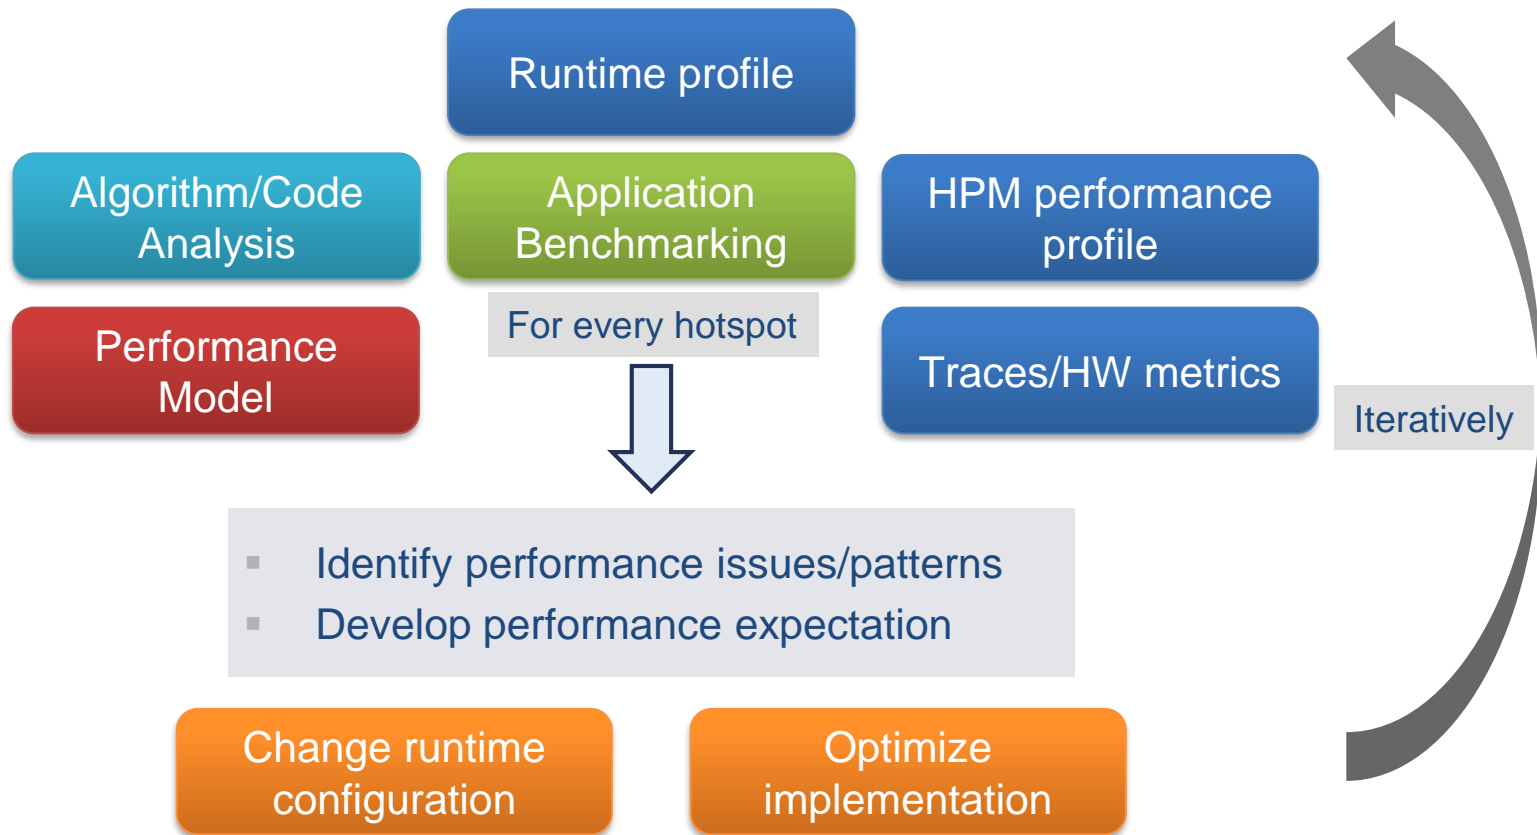 Runtime profile
Algorithm/Code
Analysis
Application
Benchmarking
HPM performance
profile
Performance
Model
For every hotspot
Traces/HW metrics
Iteratively
Identify performance issues/patterns
Develop performance expectation
Change runtime
configuration
Optimize
implementation